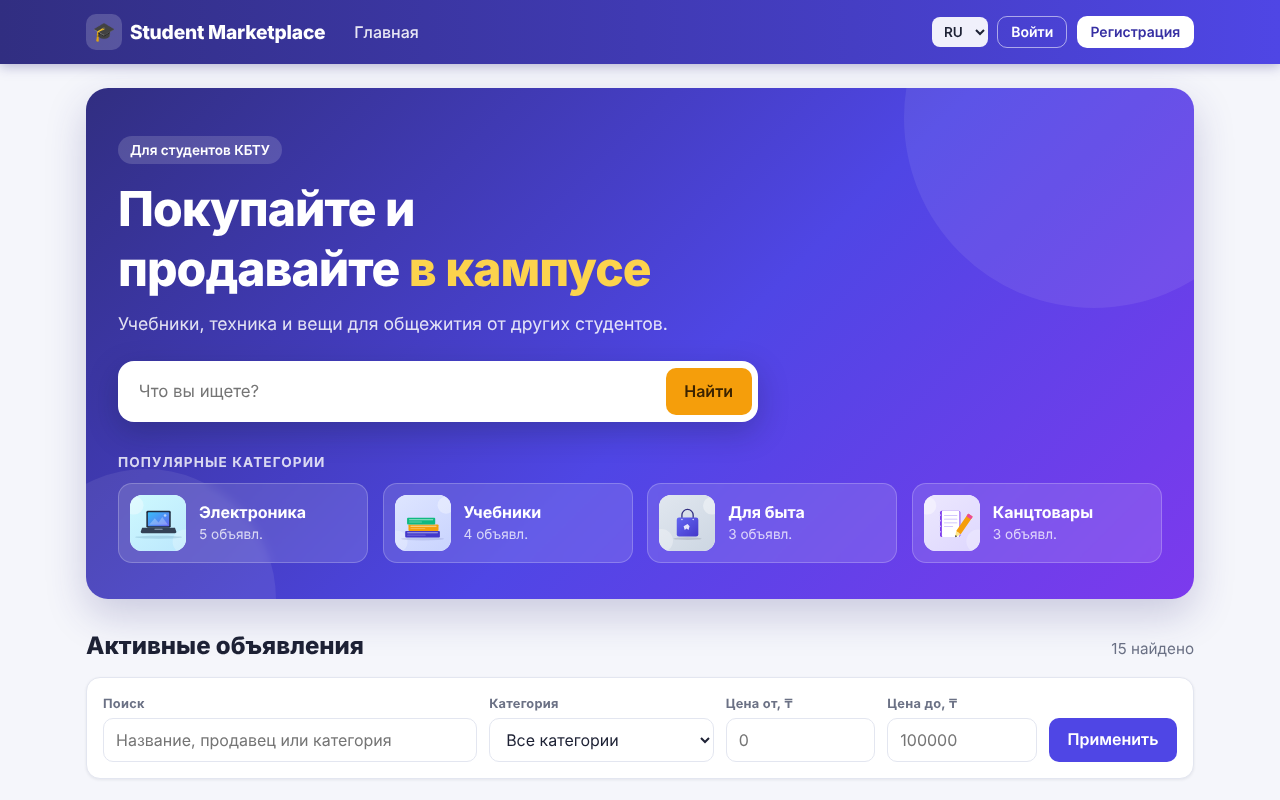 Student Marketplace
Главная
RU
Войти
Регистрация
Для студентов КБТУ
Покупайте и
продавайте в кампусе
Учебники, техника и вещи для общежития от других студентов.
Что вы ищете?
Найти
ПОПУЛЯРНЫЕ КАТЕГОРИИ
Электроника
5 объявл.
Учебники
4 объявл.
Для быта
3 объявл.
Канцтовары
3 объявл.
Активные объявления
15 найдено
Поиск
Категория
Цена от, ₸
Цена до, ₸
Название, продавец или категория
Все категории
0
100000
Применить